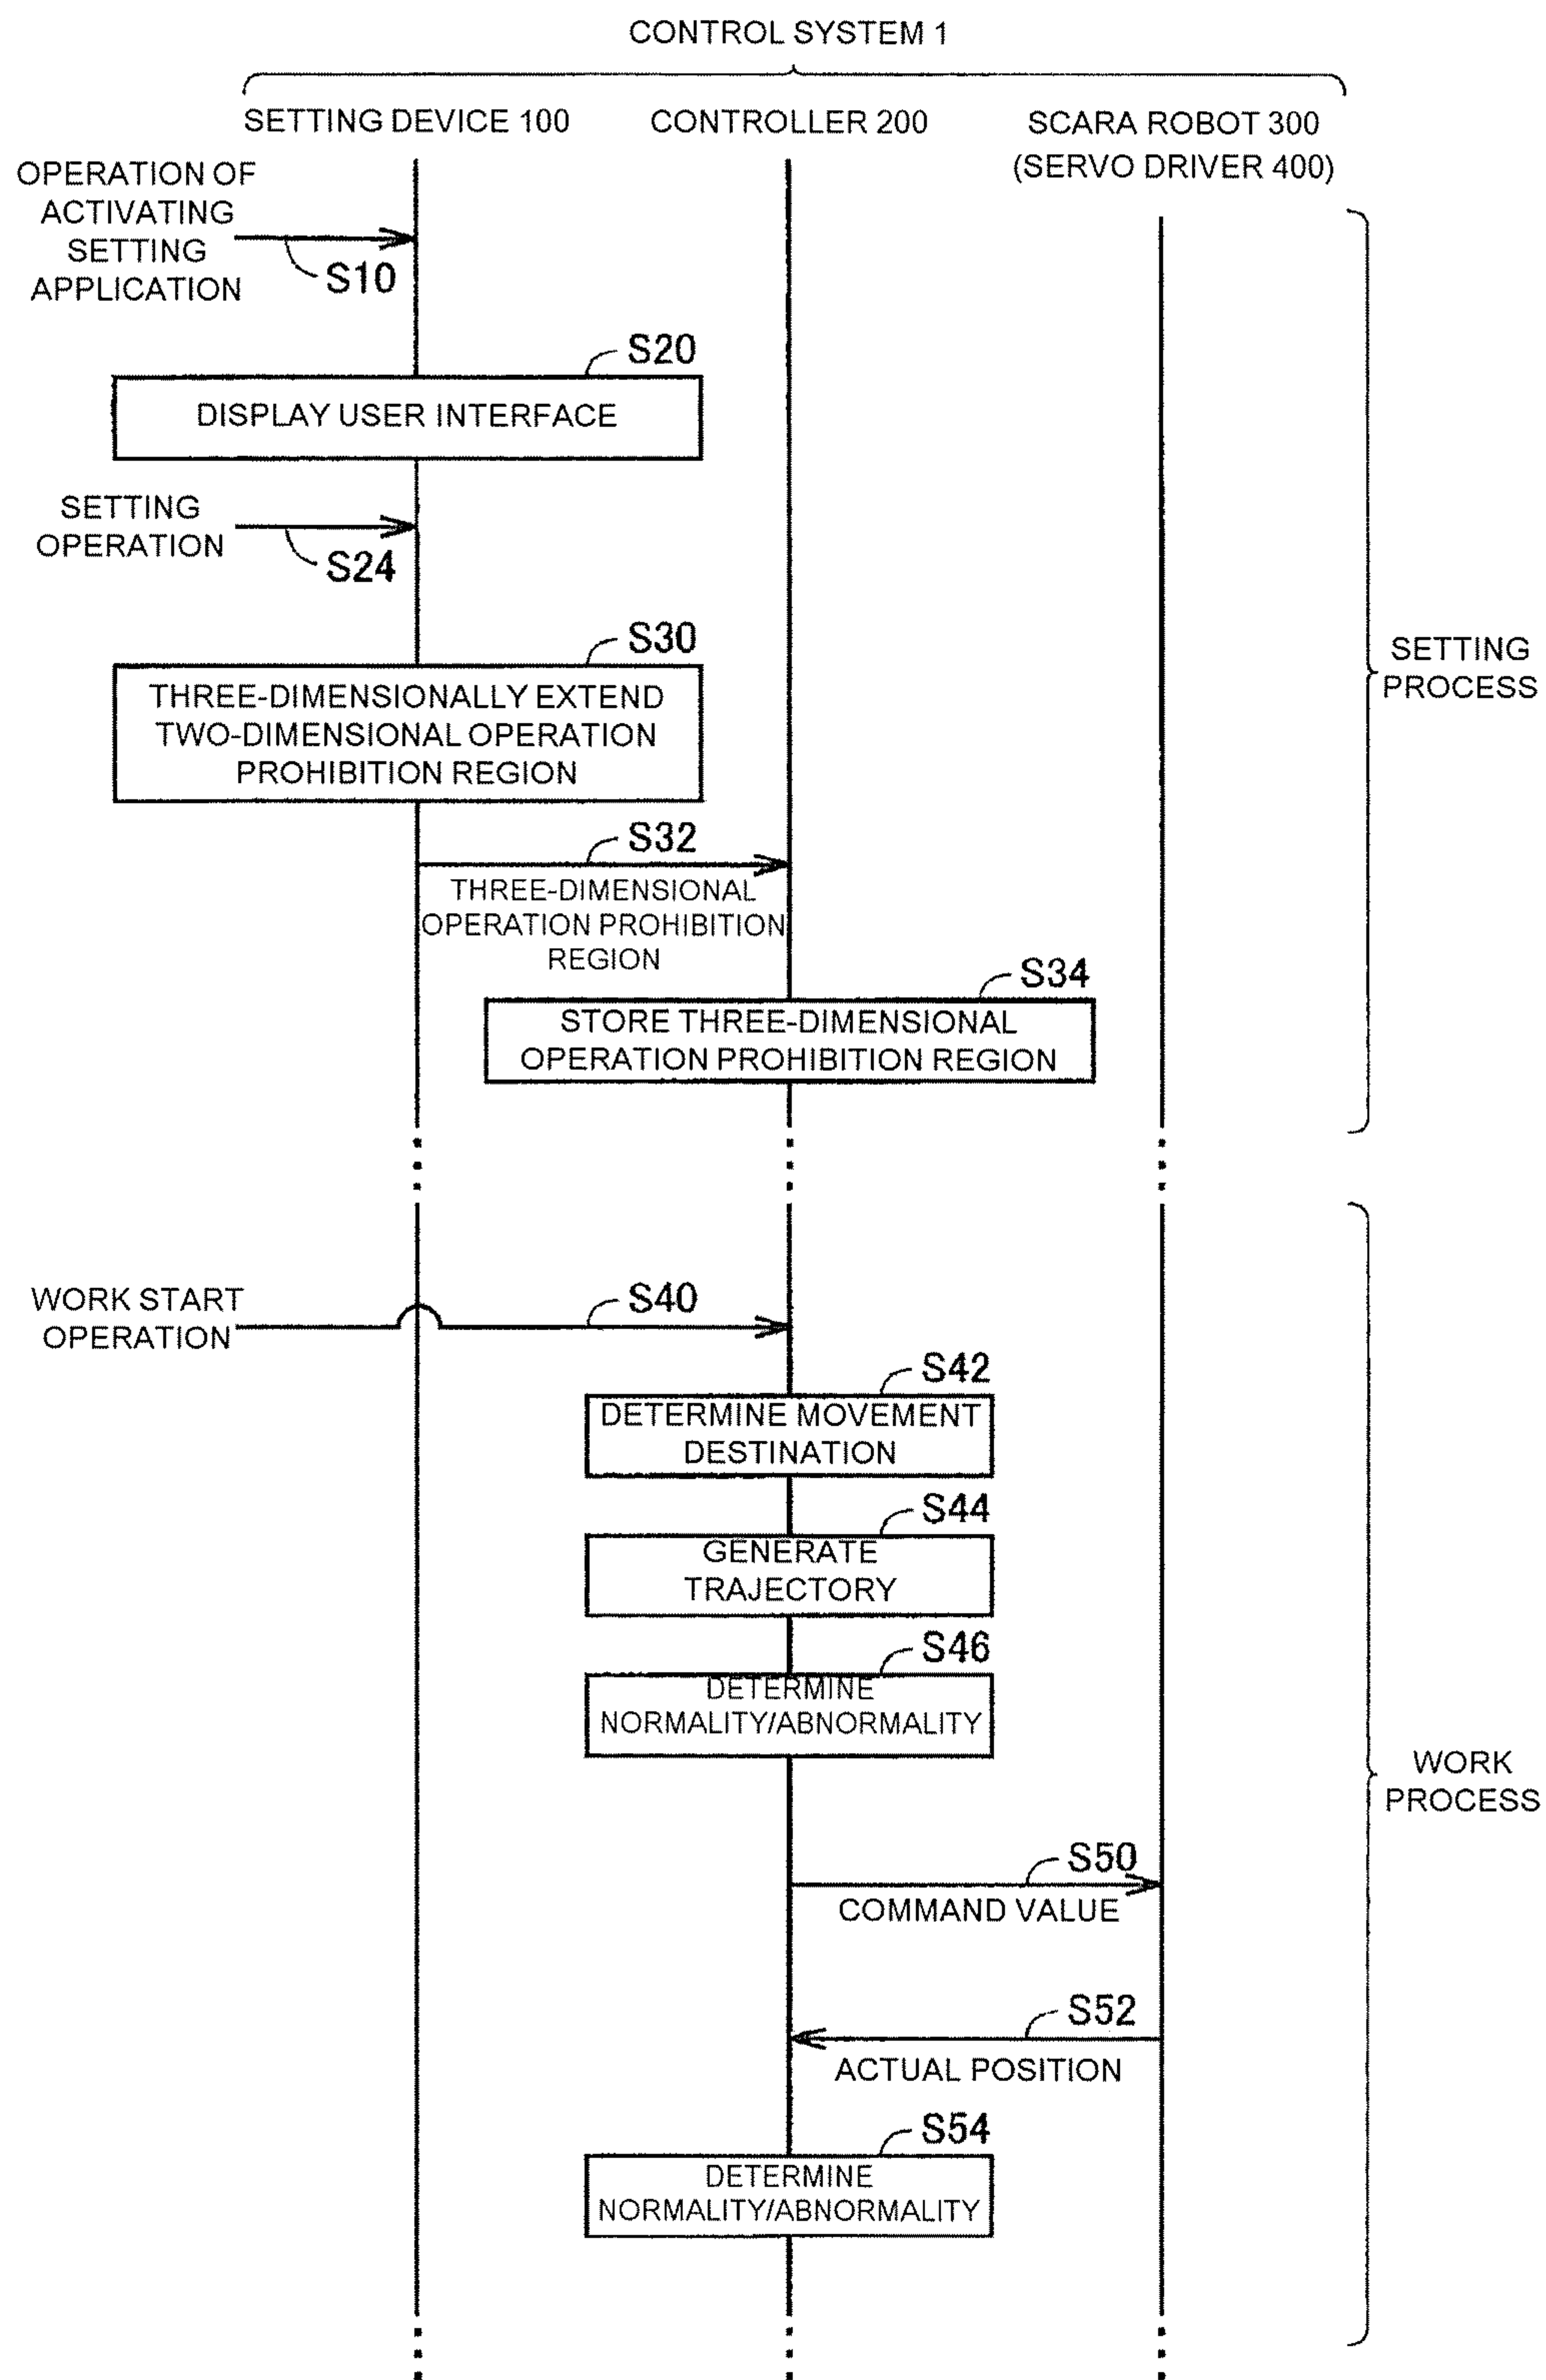 CONTROL SYSTEM 1
SETTING DEVICE 100
CONTROLLER 200
SCARA ROBOT 300
(SERVO DRIVER 400)
OPERATION OF
ACTIVATING
SETTING
APPLICATION
S10
S20
DISPLAY USER INTERFACE
SETTING
OPERATION
S24
S30
THREE-DIMENSIONALLY EXTEND
TWO-DIMENSIONAL OPERATION
PROHIBITION REGION
SETTING
PROCESS
S32
THREE-DIMENSIONAL
OPERATION PROHIBITION
REGION
S34
STORE THREE-DIMENSIONAL
OPERATION PROHIBITION REGION
WORK START
OPERATION
S40
S42
DETERMINE MOVEMENT
DESTINATION
S44
GENERATE
TRAJECTORY
S46
DETERMINE
NORMALITY/ABNORMALITY
WORK
PROCESS
S50
COMMAND VALUE
S52
ACTUAL POSITION
S54
DETERMINE
NORMALITY/ABNORMALITY